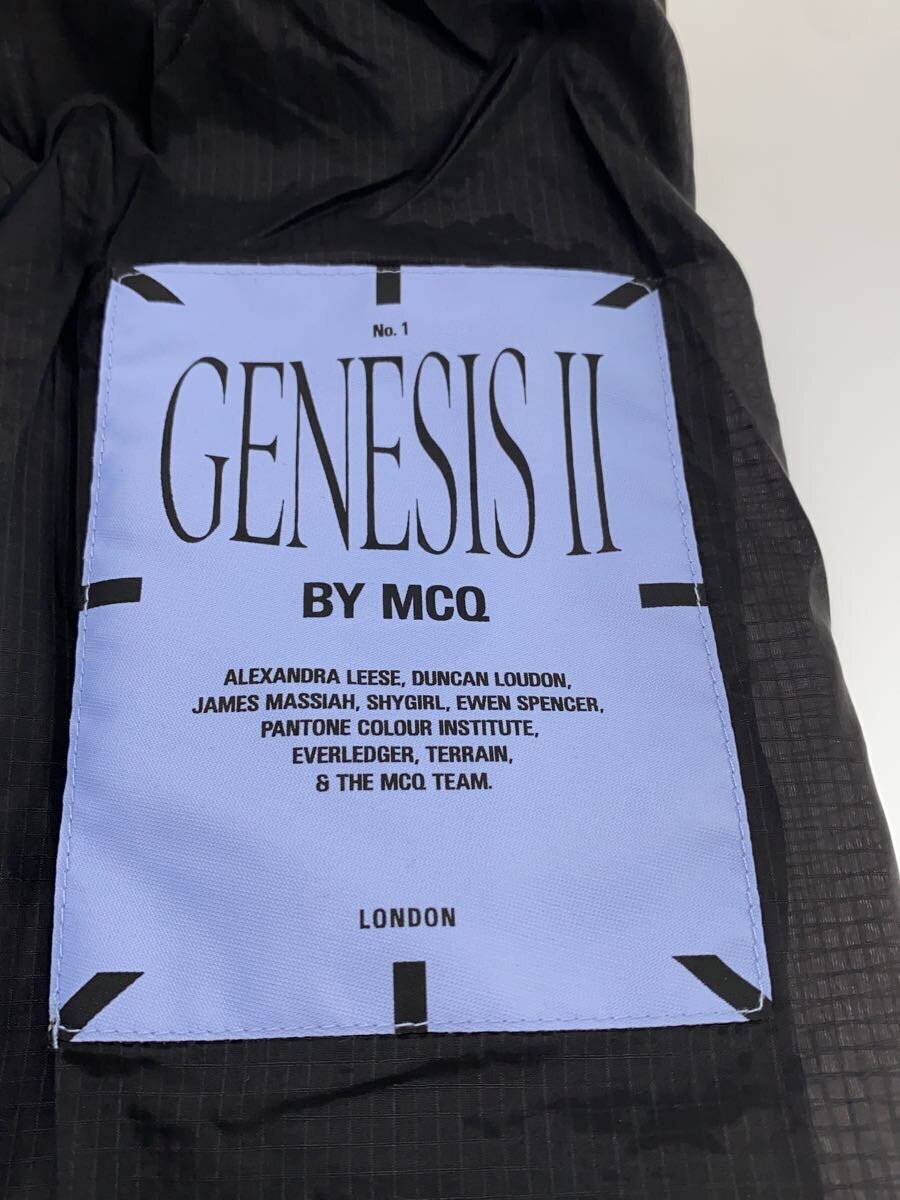 No. 1
GENESIS II
BY MCQ
ALEXANDRA LEESE, DUNCAN LOUDON,
JAMES MASSIAH, SHYGIRL, EWEN SPENCER,
PANTONE COLOUR INSTITUTE,
EVERLEDGER, TERRAIN,
& THE MCQ TEAM.
LONDON